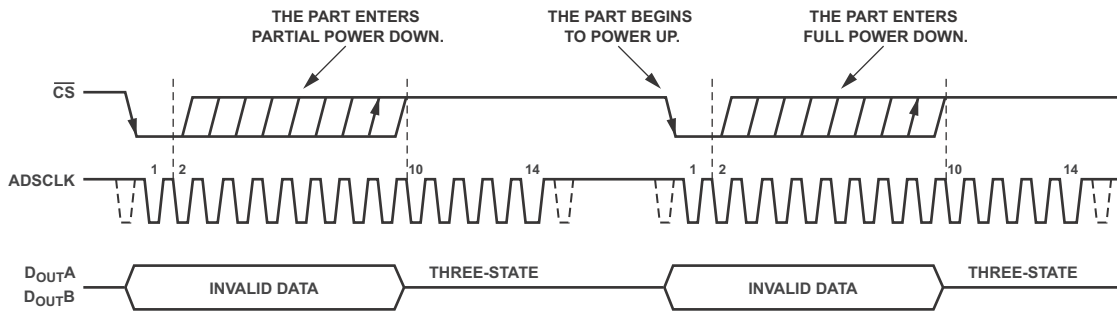 THE PART ENTERS
PARTIAL POWER DOWN.
THE PART BEGINS
TO POWER UP.
THE PART ENTERS
FULL POWER DOWN.
CS
1 2 10 14 1 2 10 14
ADSCLK
DOUTA
DOUTB
INVALID DATA
THREE-STATE
INVALID DATA
THREE-STATE